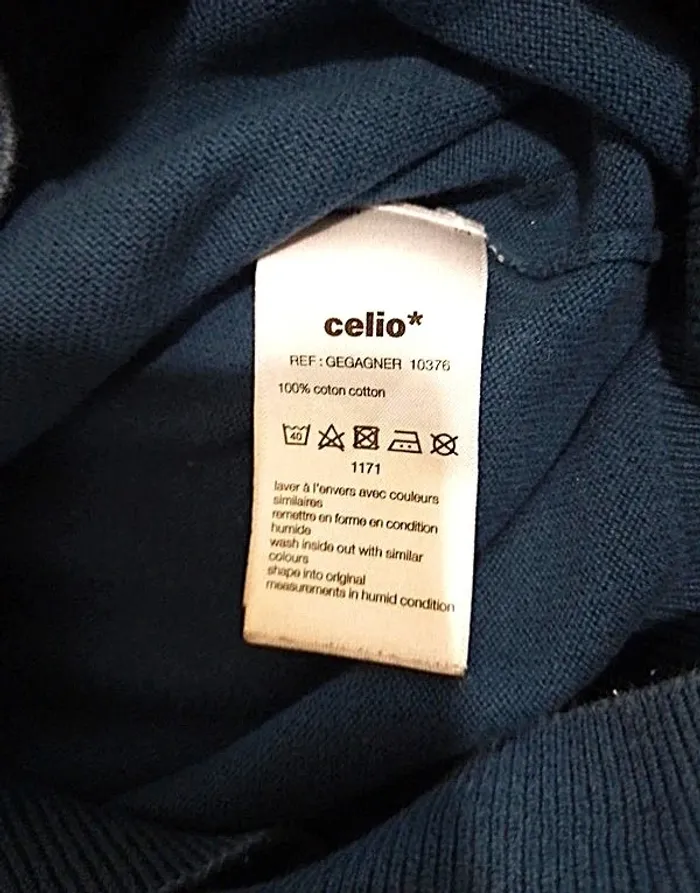 celio*
REF : GEGAGNER 10376
100% coton cotton
40
1171
laver à l'envers avec couleurs
similaires
remettre en forme en condition
humide
wash inside out with similar
colours
shape into original
measurements in humid condition